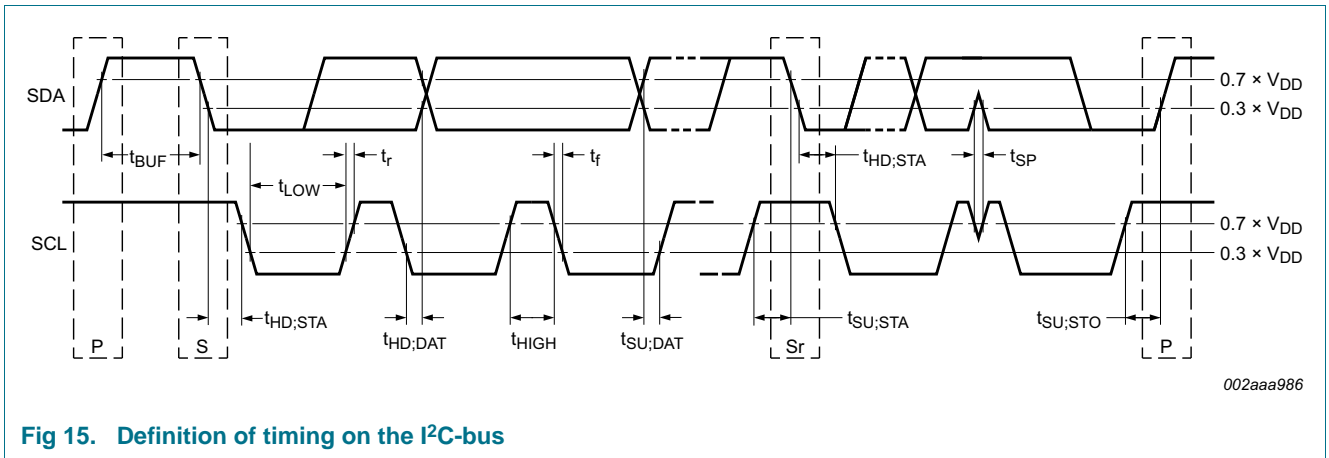 SDA
0.7 × VDD
0.3 × VDD
tBUF
tr
tf
tHD;STA
tSP
tLOW
SCL
0.7 × VDD
0.3 × VDD
tHD;STA
tHD;DAT
tHIGH
tSU;DAT
tSU;STA
tSU;STO
P
S
Sr
P
002aaa986
Fig 15. Definition of timing on the I²C-bus